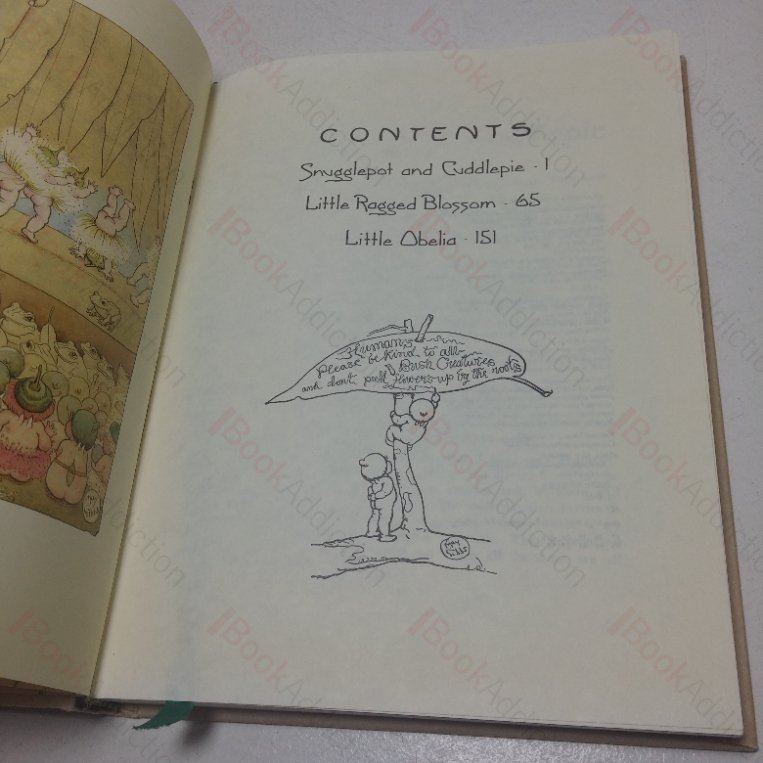 CONTENTS
Snugglepot and Cuddlepie · 1
Little Ragged Blossom · 65
Little Obelia · 151
Humans
Please be kind to all
Bush Creatures
and don't pull flowers up by the roots
BookAddiction